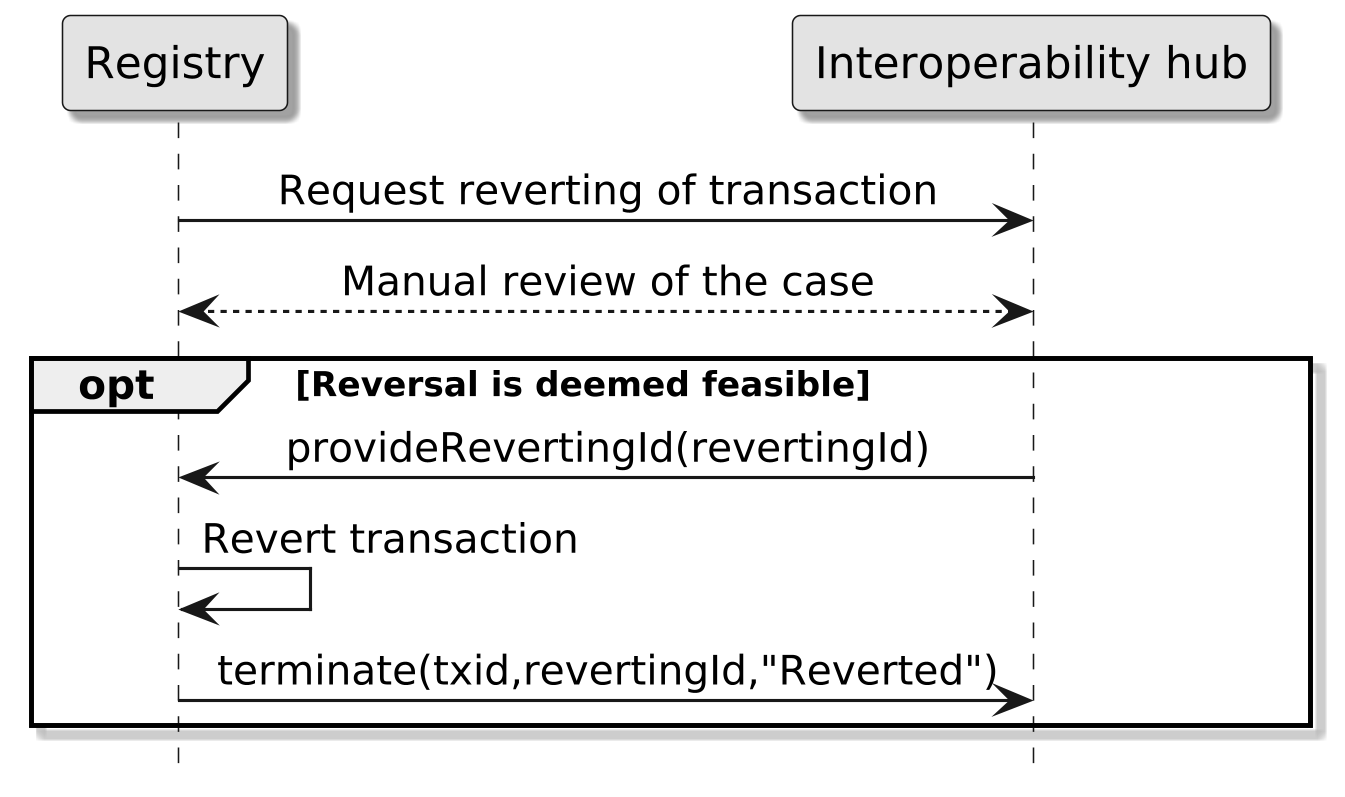 Registry
Interoperability hub
Request reverting of transaction
Manual review of the case
opt
[Reversal is deemed feasible]
provideRevertingId(revertingId)
Revert transaction
terminate(txid,revertingId,"Reverted")